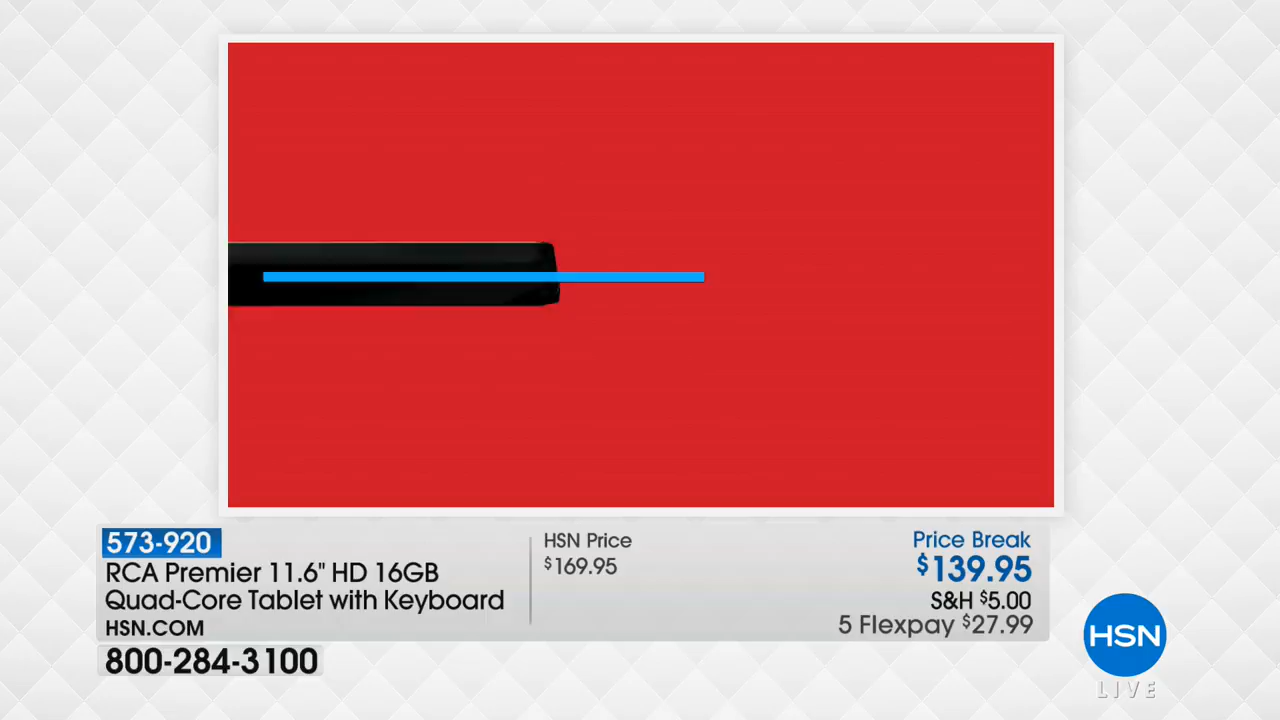 573-920
RCA Premier 11.6" HD 16GB
Quad-Core Tablet with Keyboard
HSN.COM
800-284-3100
HSN Price
$169.95
Price Break
$139.95
S&H $5.00
5 Flexpay $27.99
HSN
LIVE